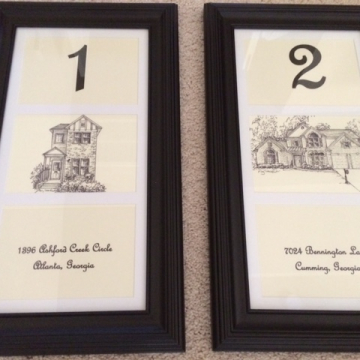 1
1896 Ashford Creek Circle
Atlanta, Georgia
2
7024 Bennington La
Cumming, Georgia